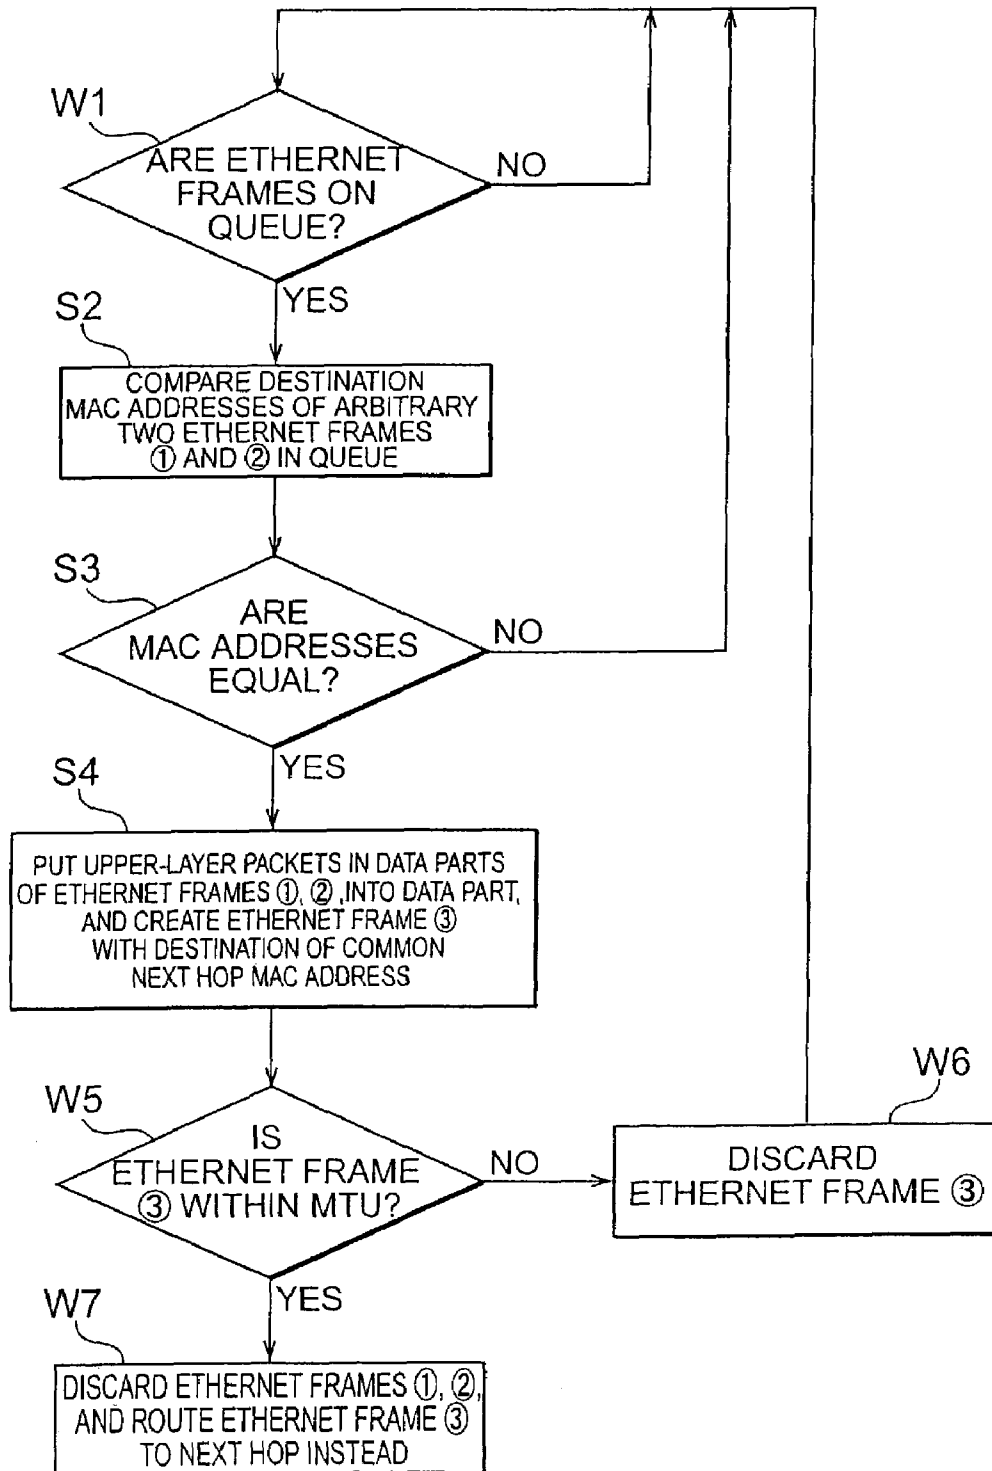 W1
ARE ETHERNET
FRAMES ON
QUEUE?
NO
YES
S2
COMPARE DESTINATION
MAC ADDRESSES OF ARBITRARY
TWO ETHERNET FRAMES
① AND ② IN QUEUE
S3
ARE
MAC ADDRESSES
EQUAL?
NO
YES
S4
PUT UPPER-LAYER PACKETS IN DATA PARTS
OF ETHERNET FRAMES ①, ② ,INTO DATA PART,
AND CREATE ETHERNET FRAME ③
WITH DESTINATION OF COMMON
NEXT HOP MAC ADDRESS
W5
IS
ETHERNET FRAME
③ WITHIN MTU?
NO
YES
W6
DISCARD
ETHERNET FRAME ③
W7
DISCARD ETHERNET FRAMES ①, ②,
AND ROUTE ETHERNET FRAME ③
TO NEXT HOP INSTEAD